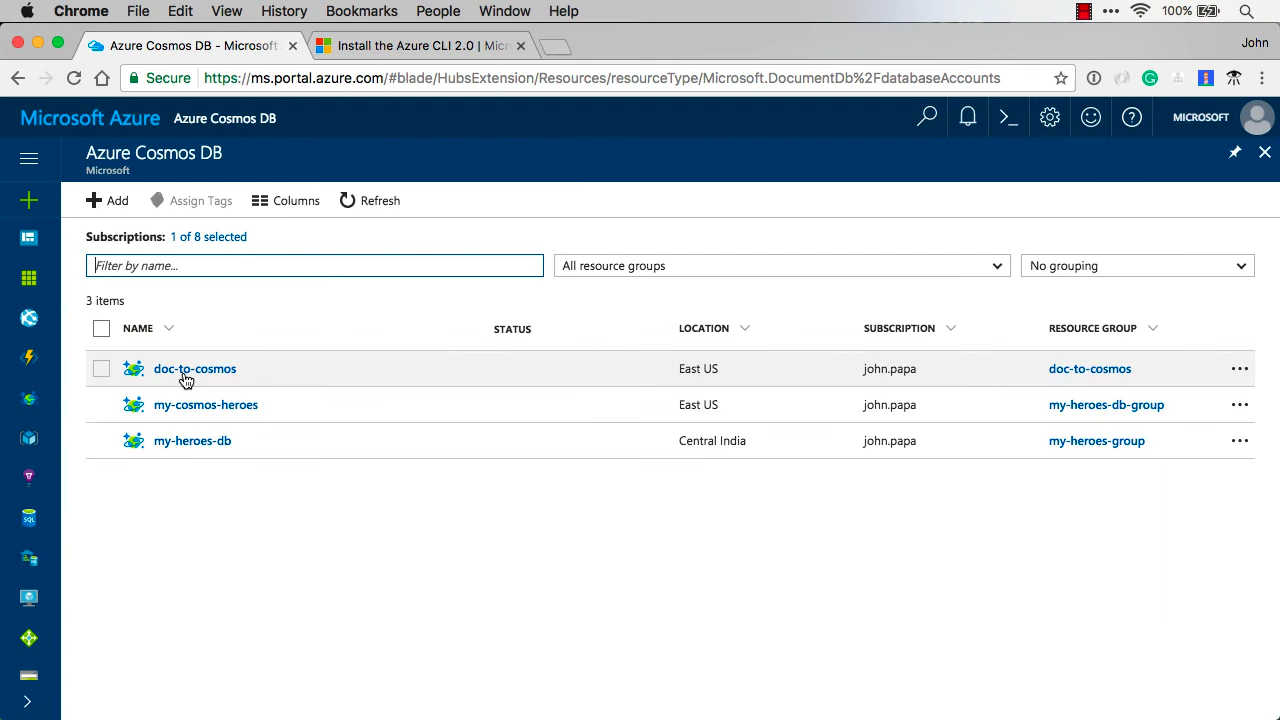 Chrome File Edit View History Bookmarks People Window Help 100%
Azure Cosmos DB - Microsoft Install the Azure CLI 2.0 | Micr John
Secure https://ms.portal.azure.com/#blade/HubsExtension/Resources/resourceType/Microsoft.DocumentDb%2FdatabaseAccounts
Microsoft Azure Azure Cosmos DB MICROSOFT
Azure Cosmos DB
Microsoft
Add Assign Tags Columns Refresh
Subscriptions: 1 of 8 selected
Filter by name... All resource groups No grouping
3 items
NAME STATUS LOCATION SUBSCRIPTION RESOURCE GROUP
doc-to-cosmos East US john.papa doc-to-cosmos
my-cosmos-heroes East US john.papa my-heroes-db-group
my-heroes-db Central India john.papa my-heroes-group
SQL